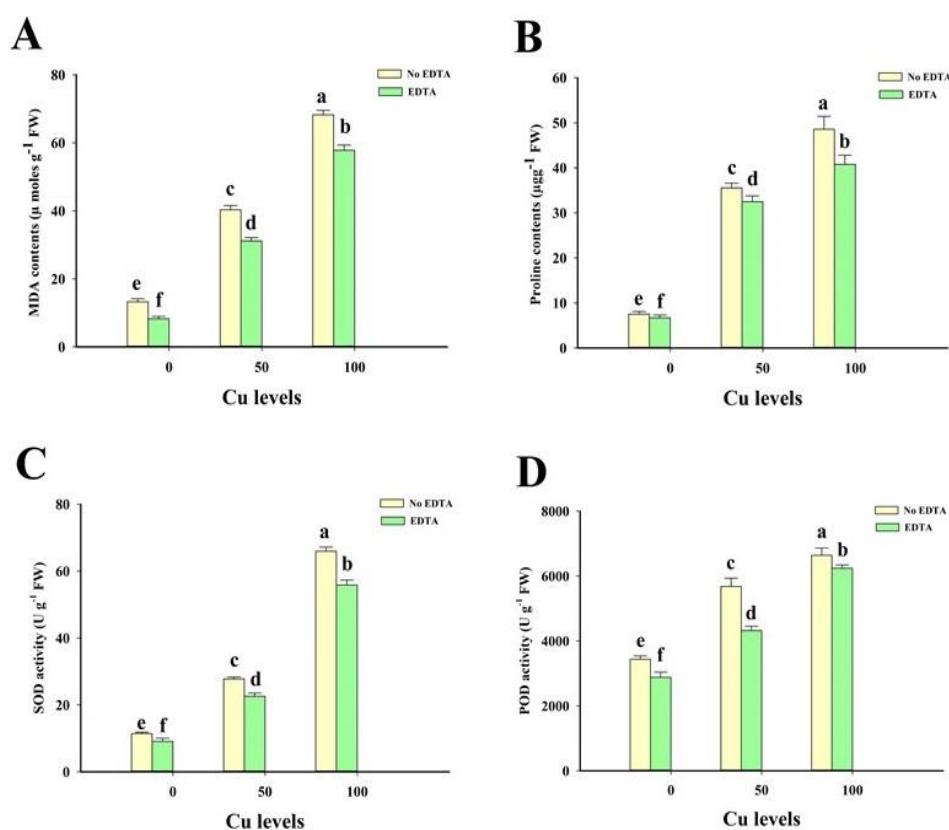 A
MDA contents (μ moles g⁻¹ FW)
80
60
40
20
0
No EDTA
EDTA
a
b
c
d
e
f
0 50 100
Cu levels
B
Proline contents (μgg⁻¹ FW)
60
50
40
30
20
10
0
No EDTA
EDTA
a
b
c
d
e
f
0 50 100
Cu levels
C
SOD activity (U g⁻¹ FW)
80
60
40
20
0
No EDTA
EDTA
a
b
c
d
e f
0 50 100
Cu levels
D
POD activity (U g⁻¹ FW)
8000
6000
4000
2000
0
No EDTA
EDTA
a
b
c
d
e
f
0 50 100
Cu levels